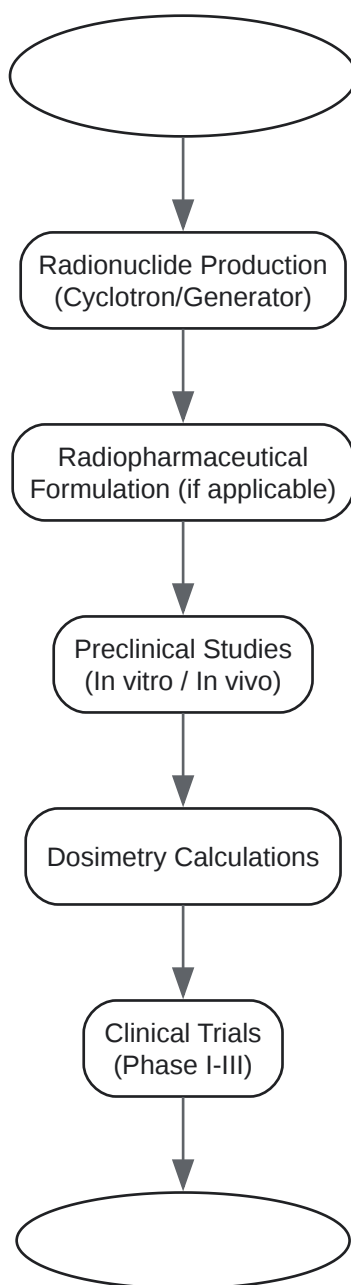 Radionuclide Production
(Cyclotron/Generator)
Radiopharmaceutical
Formulation (if applicable)
Preclinical Studies
(In vitro / In vivo)
Dosimetry Calculations
Clinical Trials
(Phase I-III)